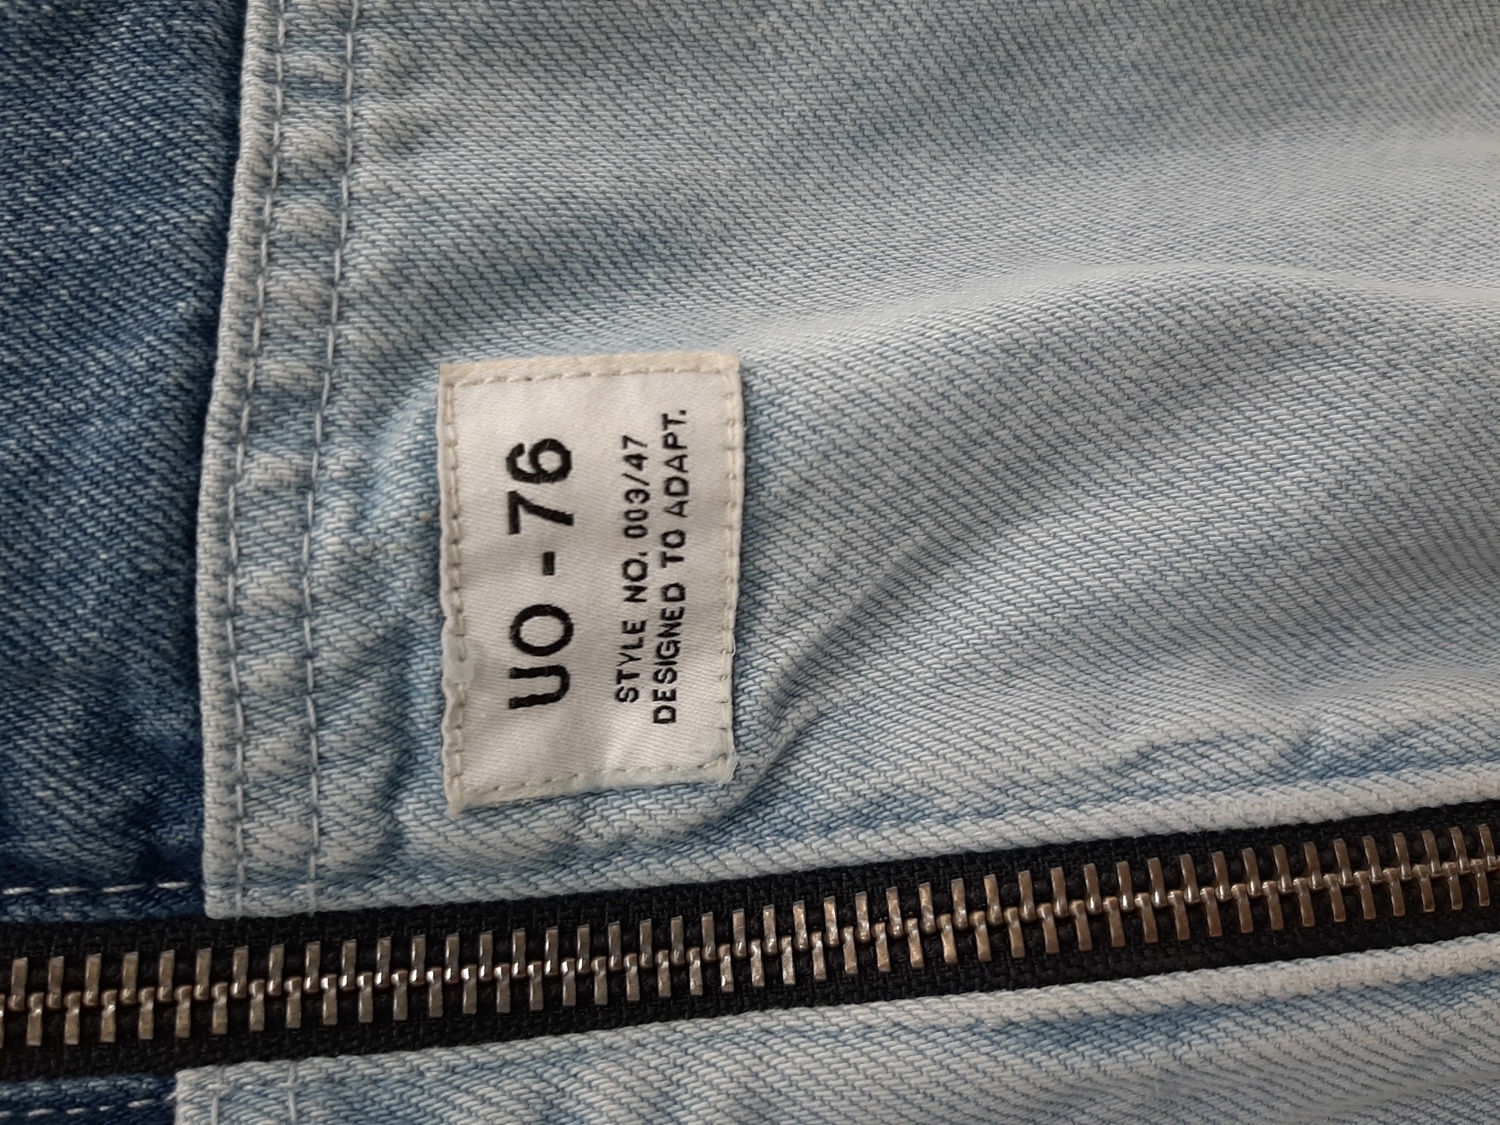 UO - 76
STYLE NO. 003/47
DESIGNED TO ADAPT.